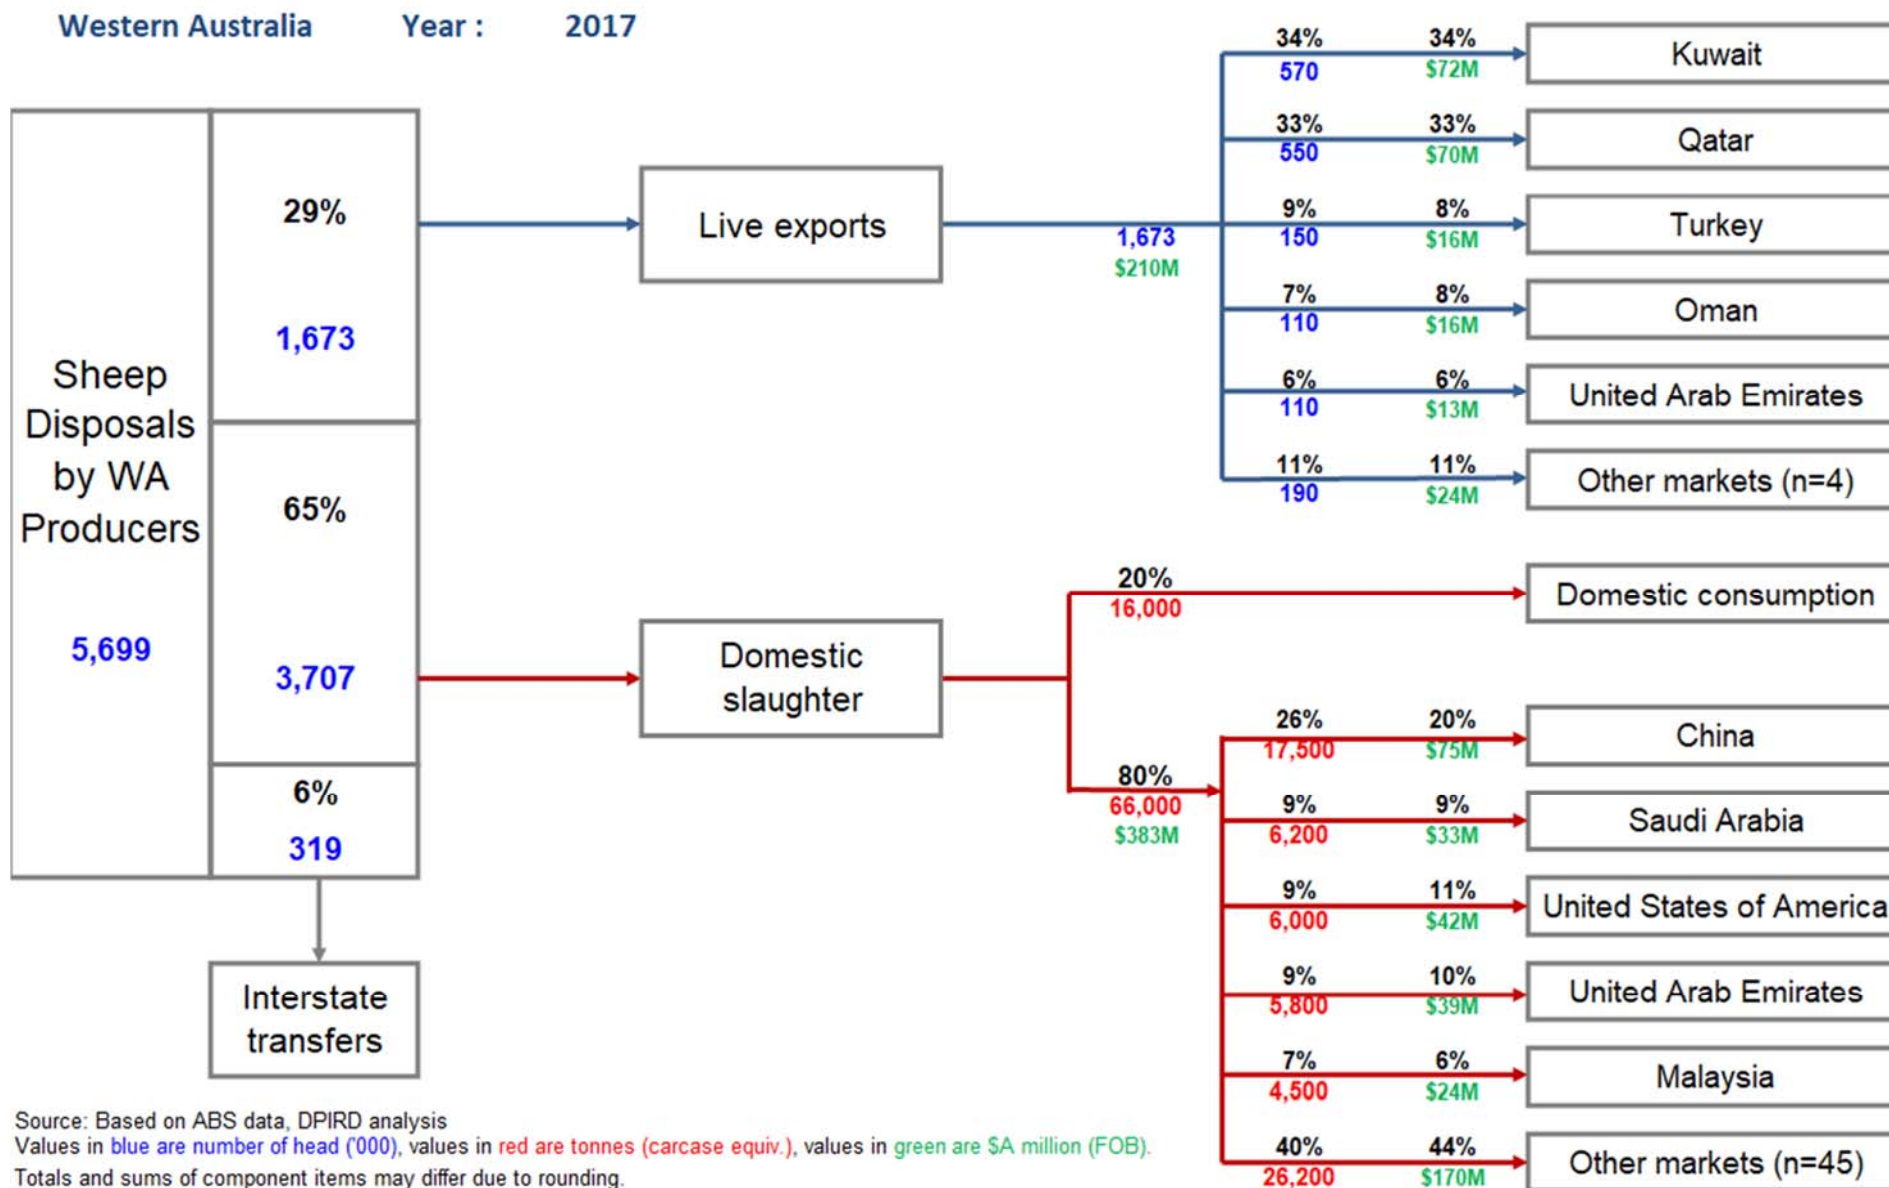 Western Australia Year : 2017
Sheep
Disposals
by WA
Producers
5,699
29%
1,673
65%
3,707
6%
319
Interstate
transfers
Live exports
1,673
$210M
34% 34%
570 $72M
Kuwait
33% 33%
550 $70M
Qatar
9% 8%
150 $16M
Turkey
7% 8%
110 $16M
Oman
6% 6%
110 $13M
United Arab Emirates
11% 11%
190 $24M
Other markets (n=4)
Domestic
slaughter
20%
16,000
Domestic consumption
80%
66,000
$383M
26% 20%
17,500 $75M
China
9% 9%
6,200 $33M
Saudi Arabia
9% 11%
6,000 $42M
United States of America
9% 10%
5,800 $39M
United Arab Emirates
7% 6%
4,500 $24M
Malaysia
40% 44%
26,200 $170M
Other markets (n=45)
Source: Based on ABS data, DPIRD analysis
Values in blue are number of head ('000), values in red are tonnes (carcase equiv.), values in green are $A million (FOB).
Totals and sums of component items may differ due to rounding.